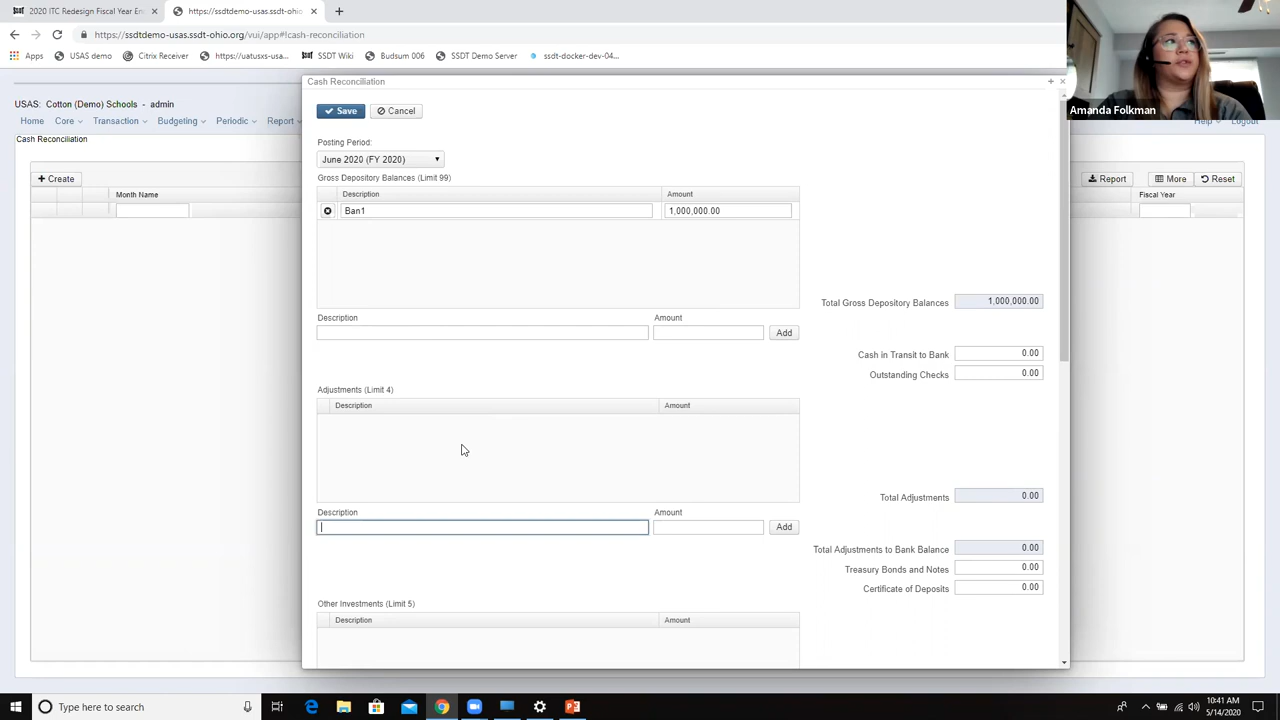 2020 ITC Redesign Fiscal Year En
https://ssdtdemo-usas.ssdt-ohio
https://ssdtdemo-usas.ssdt-ohio.org/vui/app#!cash-reconciliation
Apps
USAS demo
Citrix Receiver
https://uatusxs-usa...
SSDT Wiki
Budsum 006
SSDT Demo Server
ssdt-docker-dev-04...
Amanda Folkman
USAS: Cotton (Demo) Schools - admin
Home
Core
Transaction
Budgeting
Periodic
Report
Help
Logout
Cash Reconciliation
Create
Month Name
Report
More
Reset
Fiscal Year
Cash Reconciliation
Save
Cancel
Posting Period:
June 2020 (FY 2020)
Gross Depository Balances (Limit 99)
Description Amount
Ban1 1,000,000.00
Total Gross Depository Balances 1,000,000.00
Description Amount
Add
Cash in Transit to Bank 0.00
Outstanding Checks 0.00
Adjustments (Limit 4)
Description Amount
Total Adjustments 0.00
Description Amount
Add
Total Adjustments to Bank Balance 0.00
Treasury Bonds and Notes 0.00
Certificate of Deposits 0.00
Other Investments (Limit 5)
Description Amount
Type here to search
10:41 AM
5/14/2020